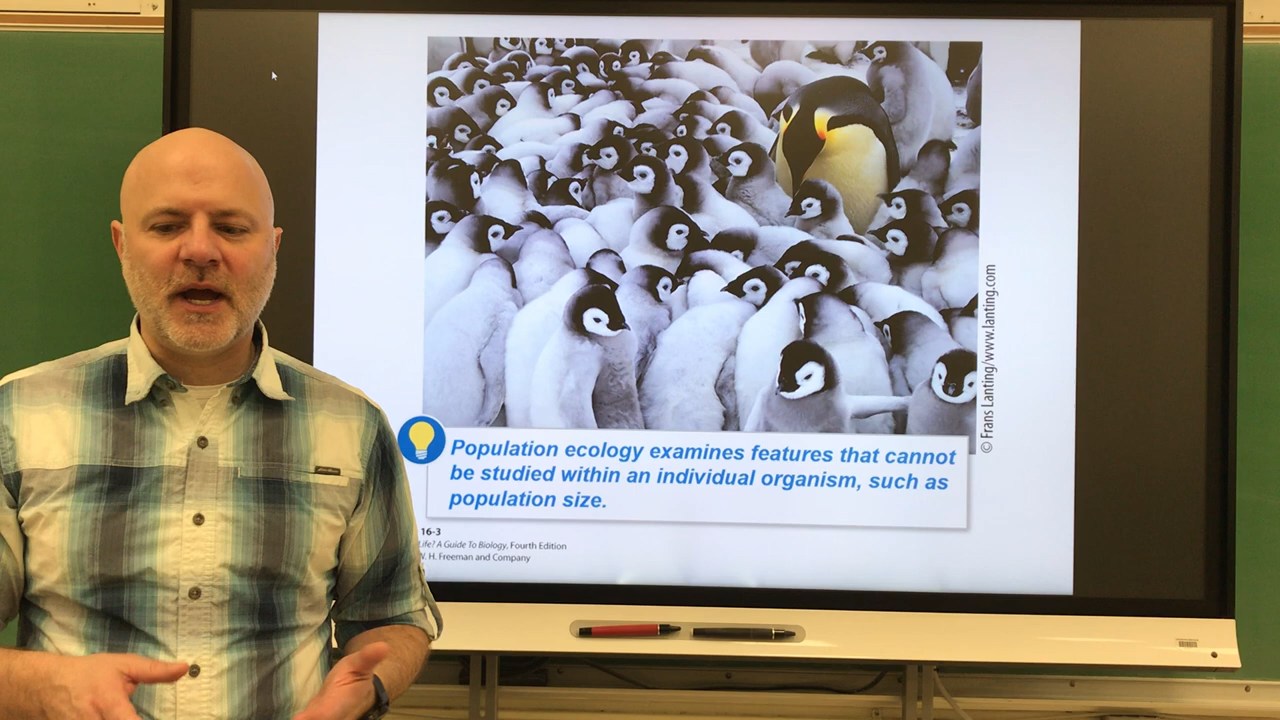 © Frans Lanting/www.lanting.com
Population ecology examines features that cannot
be studied within an individual organism, such as
population size.
16-3
Life? A Guide To Biology, Fourth Edition
W. H. Freeman and Company